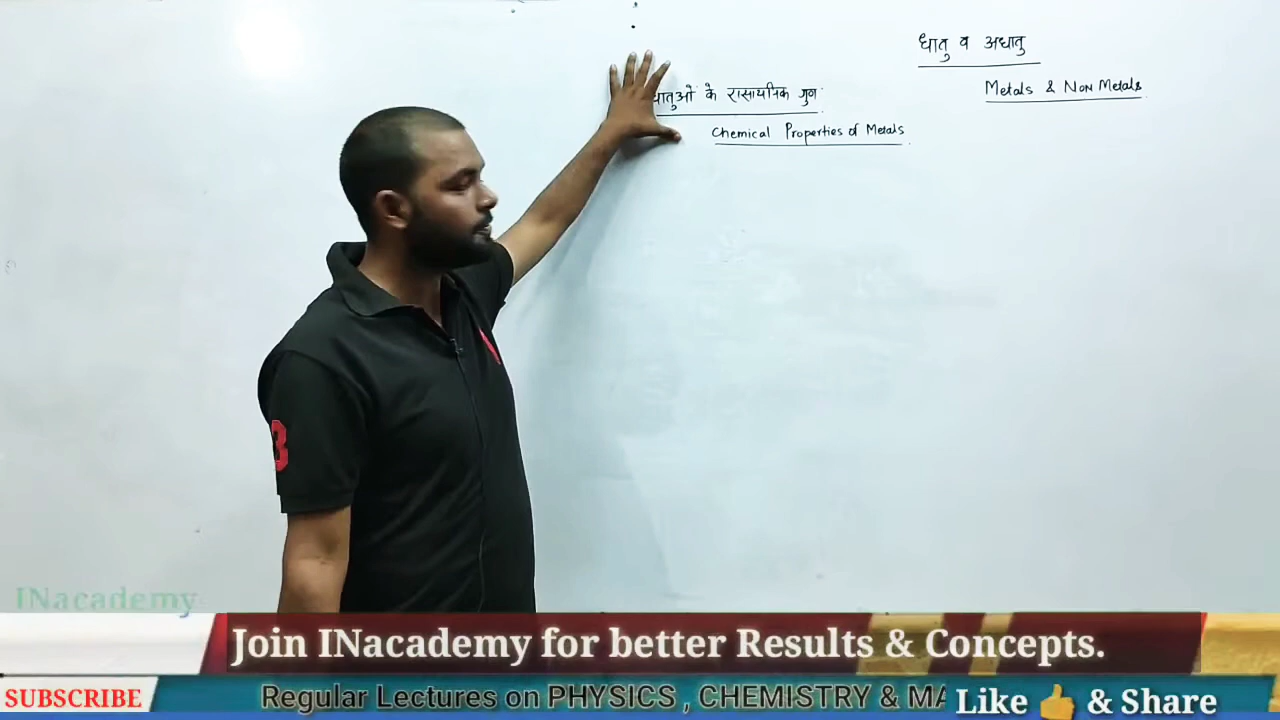 धातु व अधातु
Metals & Non Metals
धातुओं के रासायनिक गुण
Chemical Properties of Metals
3
INacademy
Join INacademy for better Results & Concepts.
SUBSCRIBE
Regular Lectures on PHYSICS , CHEMISTRY & MA
Like 👍 & Share